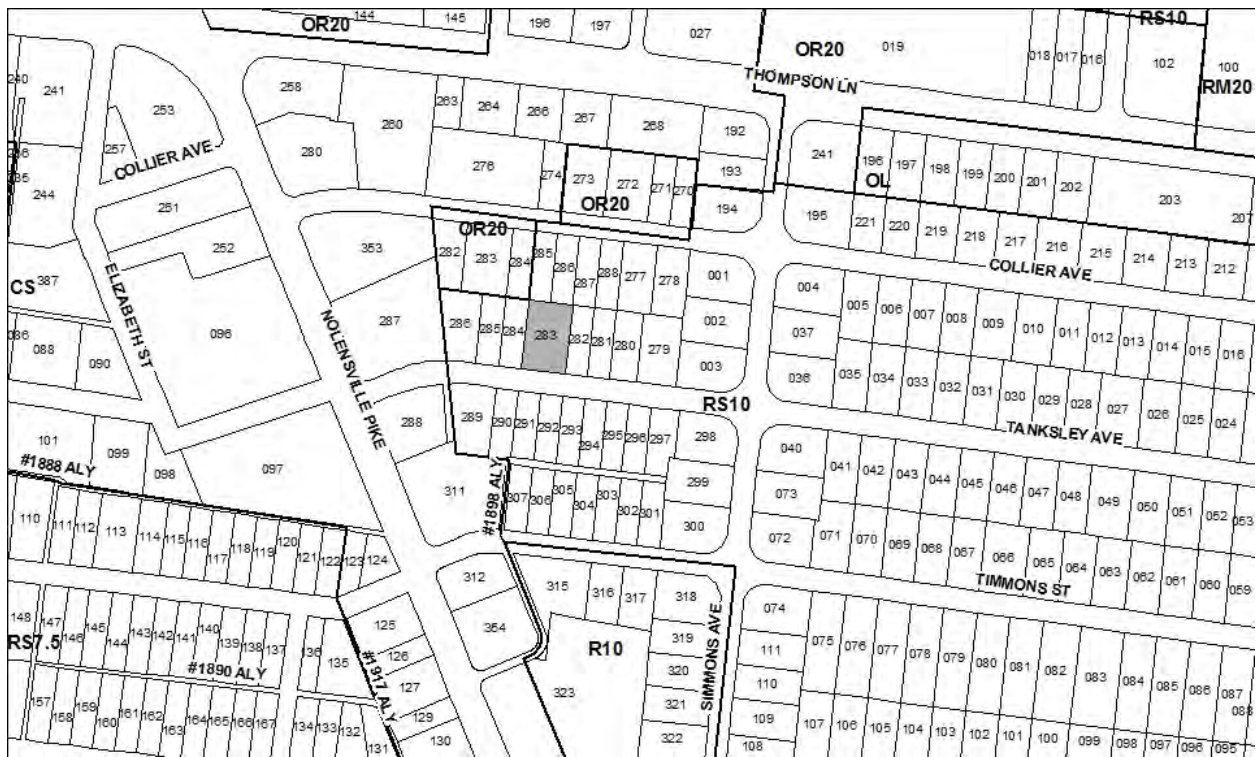 144 145 OR20 196 197 027 OR20 019 018 017 016 RS10 102 100 RM20
THOMPSON LN
240 241 253 258 260 263 264 266 267 268 192 193 194
257 COLLIER AVE 280 276 274 273 272 271 270 OR20
244 251 252 353
241 196 197 198 199 200 201 202 203 207 OL
195 221 220 219 218 217 216 215 214 213 212
COLLIER AVE
OR20 282 283 284 285 286 287 288 277 278 001 002 003
286 285 284 283 282 281 280 279
CS 387 ELIZABETH ST 096 NOLENSVILLE PIKE 287
086 088 090
004 037 036
005 006 007 008 009 010 011 012 013 014 015 016
035 034 033 032 031 030 029 028 027 026 025 024
RS10 TANKSLEY AVE
101 099 098 097 288 311
#1888 ALY
289 290 291 292 293 294 295 296 297 298 299 300
#1898 ALY
307 306 305 304 303 302 301
040 073 072
041 042 043 044 045 046 047 048 049 050 051 052 053
071 070 069 068 067 066 065 064 063 062 061 060 059
TIMMONS ST
110 111 112 113 114 115 116 117 118 119 120 121 122 123 124
312 354 315 316 317 318 319 320 321 322 323
R10 SIMMONS AVE
148 147 146 145 144 143 142 141 140 139 138 137 136 135
RS7.5 #1890 ALY #1917 ALY
125 126 127 129 130 131
157 158 159 160 161 162 163 164 165 166 167 134 133 132
074 111 110 109 108
075 076 077 078 079 080 081 082 083 084 085 086 087 088
107 106 105 104 103 102 101 100 099 098 097 096 095